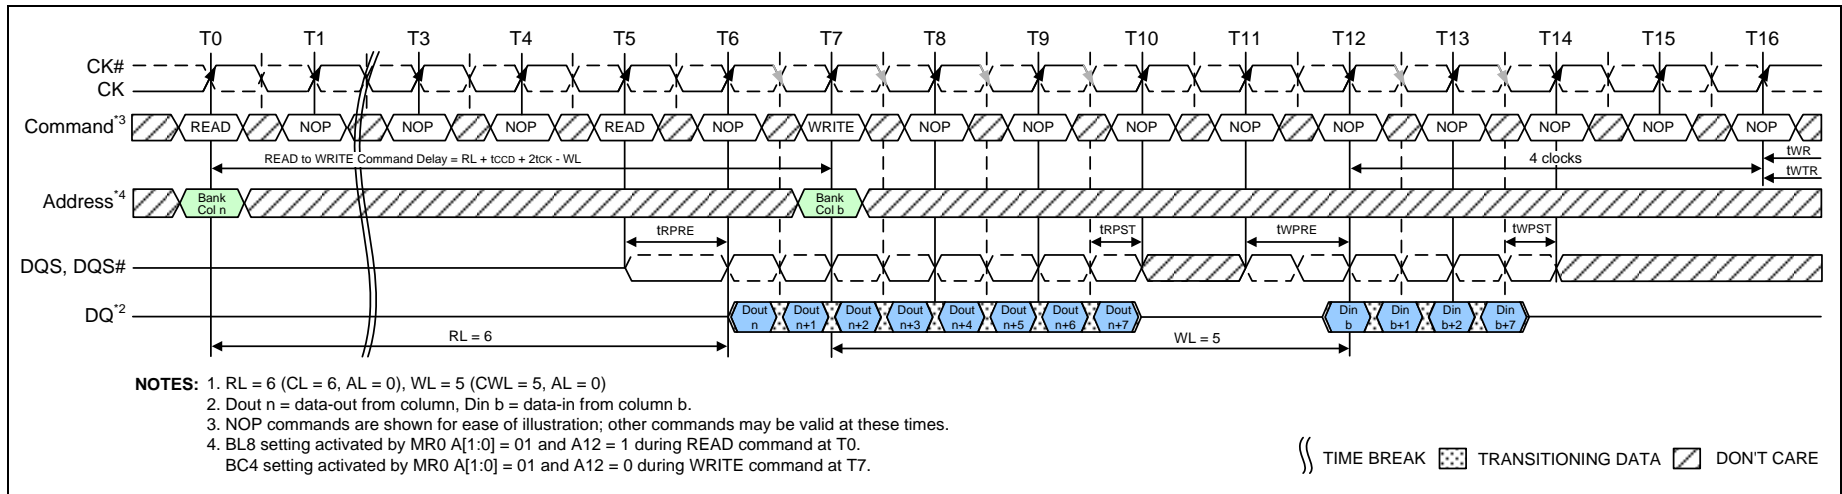 T0 T1 T3 T4 T5 T6 T7 T8 T9 T10 T11 T12 T13 T14 T15 T16
CK#
CK
Command*3 READ NOP NOP NOP READ NOP WRITE NOP NOP NOP NOP NOP NOP NOP NOP NOP
READ to WRITE Command Delay = RL + tCCD + 2tCK - WL 4 clocks tWR
tWTR
Address*4 Bank Col n Bank Col b
tRPRE tRPST tWPRE tWPST
DQS, DQS#
DQ*2 Dout n Dout n+1 Dout n+2 Dout n+3 Dout n+4 Dout n+5 Dout n+6 Dout n+7 Din b Din b+1 Din b+2 Din b+7
RL = 6 WL = 5
NOTES: 1. RL = 6 (CL = 6, AL = 0), WL = 5 (CWL = 5, AL = 0)
2. Dout n = data-out from column, Din b = data-in from column b.
3. NOP commands are shown for ease of illustration; other commands may be valid at these times.
4. BL8 setting activated by MR0 A[1:0] = 01 and A12 = 1 during READ command at T0.
BC4 setting activated by MR0 A[1:0] = 01 and A12 = 0 during WRITE command at T7.
TIME BREAK TRANSITIONING DATA DON'T CARE